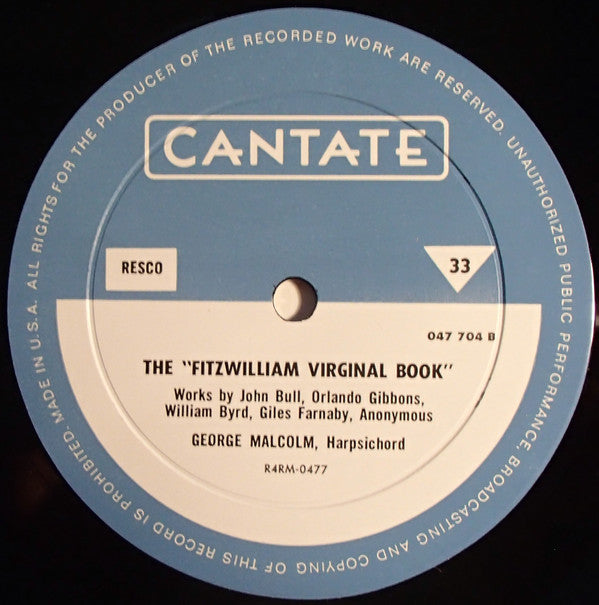 CANTATE
RESCO
33
047 704 B
THE "FITZWILLIAM VIRGINAL BOOK"
Works by John Bull, Orlando Gibbons,
William Byrd, Giles Farnaby, Anonymous
GEORGE MALCOLM, Harpsichord
R4RM-0477
MADE IN U.S.A. ALL RIGHTS FOR THE PRODUCER OF THE RECORDED WORK ARE RESERVED. UNAUTHORIZED PUBLIC PERFORMANCE, BROADCASTING AND COPYING OF THIS RECORD IS PROHIBITED.